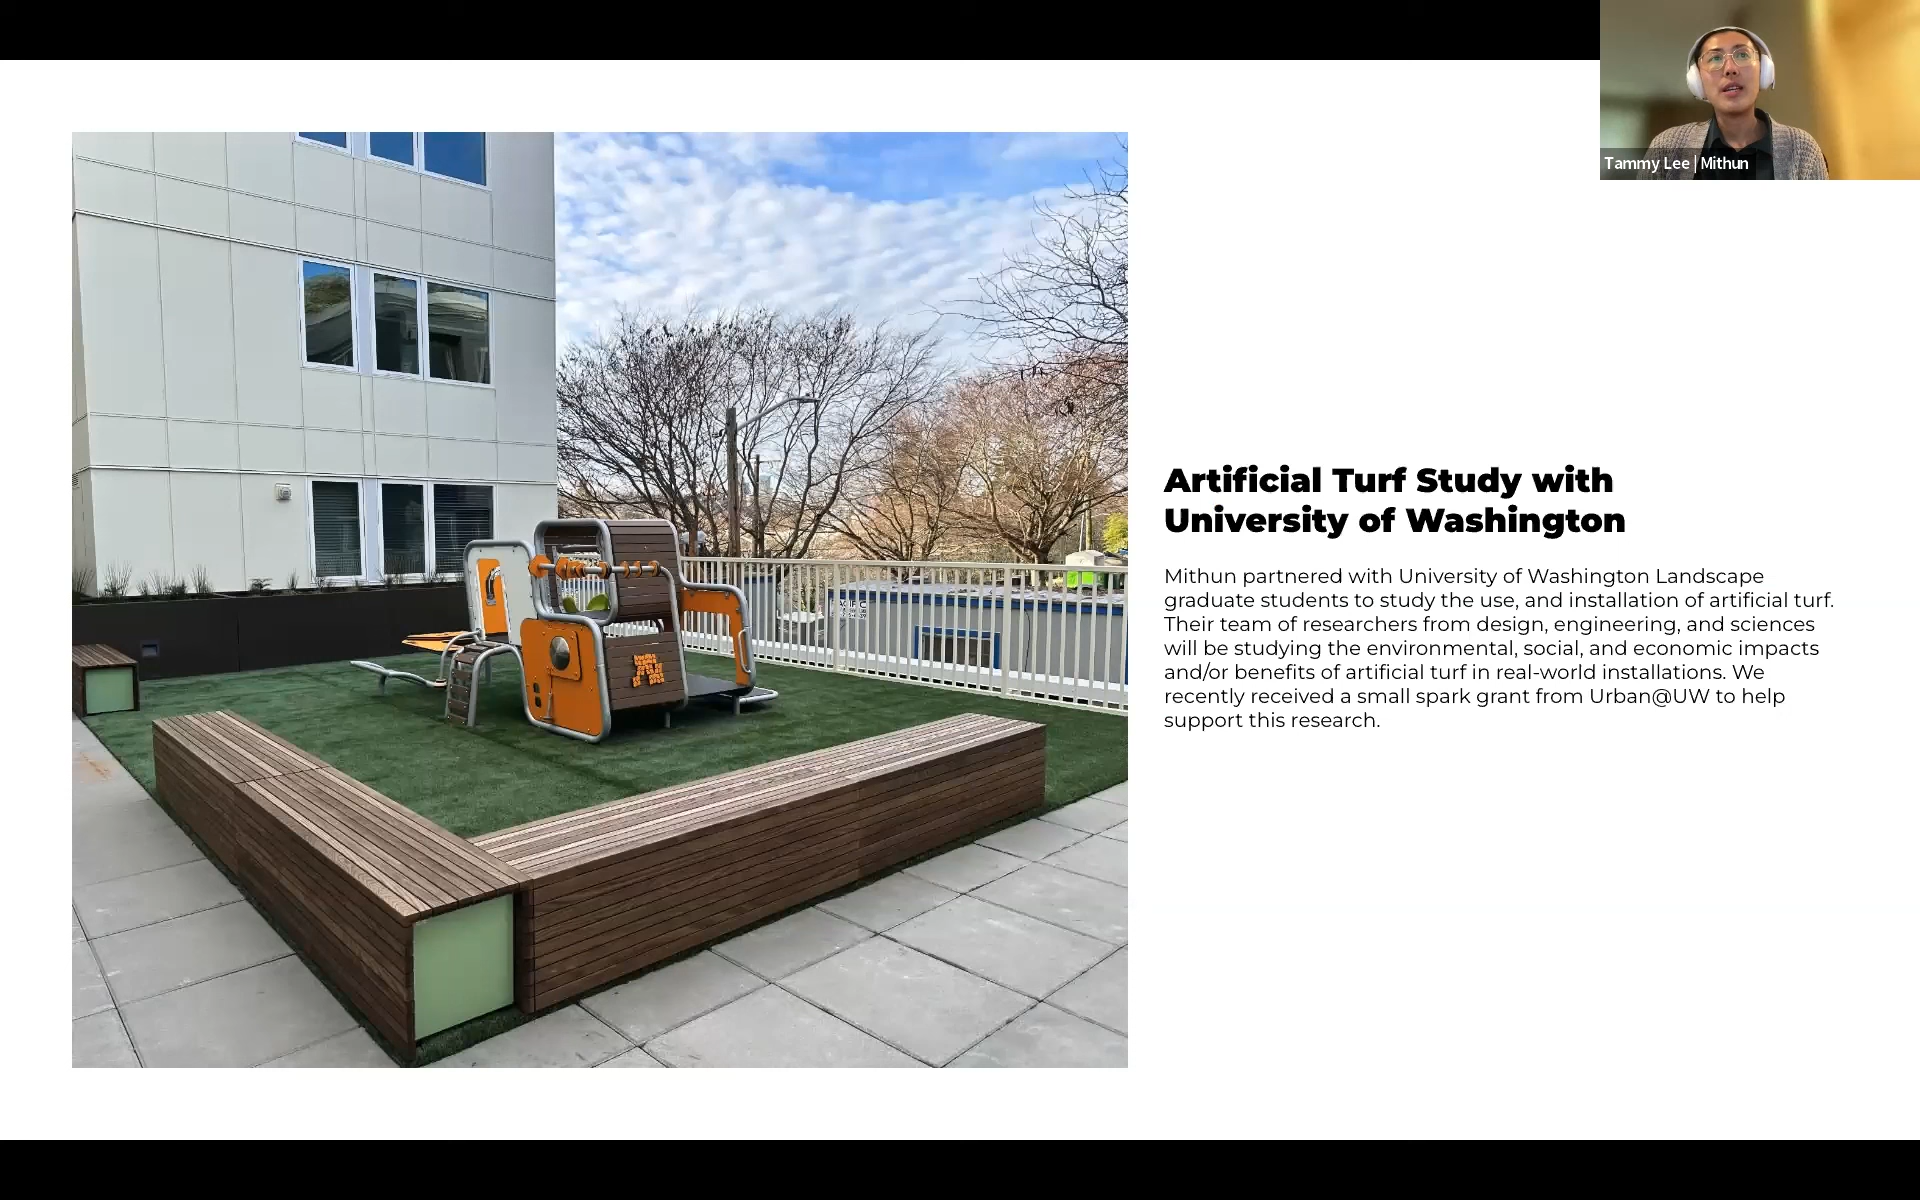 Tammy Lee | Mithun
Artificial Turf Study with
University of Washington
Mithun partnered with University of Washington Landscape
graduate students to study the use, and installation of artificial turf.
Their team of researchers from design, engineering, and sciences
will be studying the environmental, social, and economic impacts
and/or benefits of artificial turf in real-world installations. We
recently received a small spark grant from Urban@UW to help
support this research.